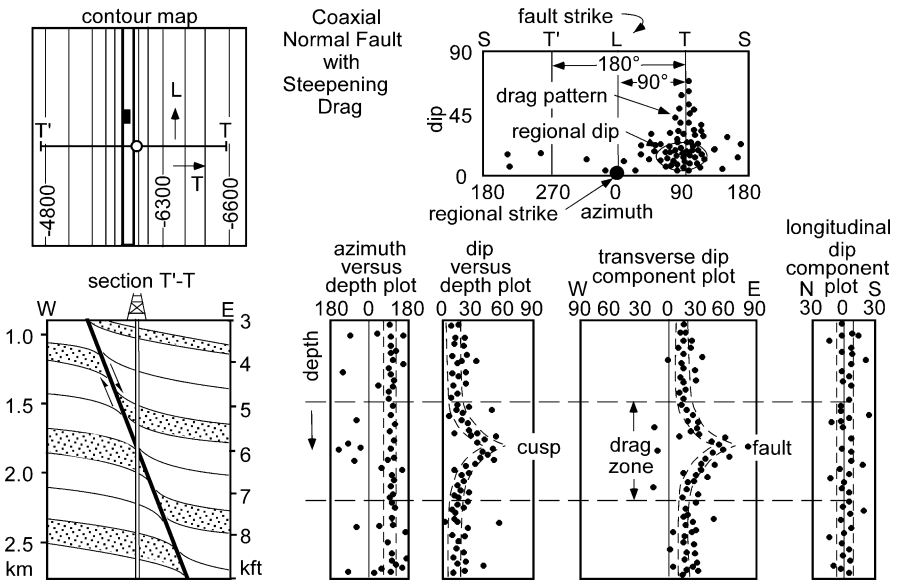 contour map
L
T'
T
T
-4800
-6300
-6600
Coaxial
Normal Fault
with
Steepening
Drag
fault strike
S
T'
L
T
S
90
45
0
dip
180°
90°
drag pattern
regional dip
180
270
0
90
180
regional strike
azimuth
section T'-T
W
E
1.0
1.5
2.0
2.5
km
3
4
5
6
7
8
kft
azimuth
versus
depth plot
180
0
180
depth
dip
versus
depth plot
0
30
60
90
cusp
transverse dip
component plot
W
E
90
60
30
0
30
60
90
drag
zone
fault
longitudinal
dip
component
plot
N
S
30
0
30